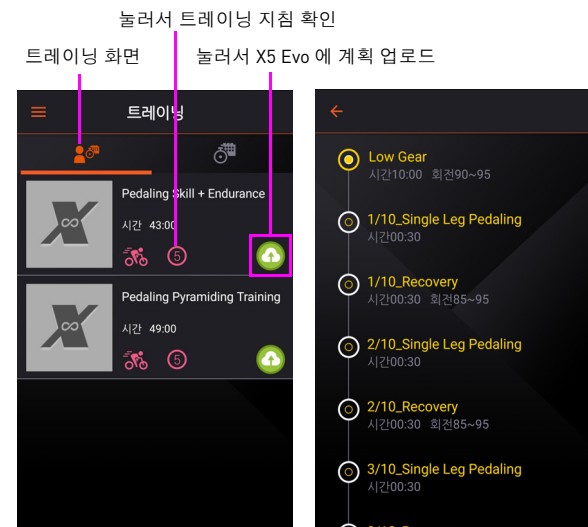 눌러서 트레이닝 지침 확인
트레이닝 화면
눌러서 X5 Evo 에 계획 업로드
트레이닝
Pedaling Skill + Endurance
시간 43:00
5
Pedaling Pyramiding Training
시간 49:00
5
Low Gear
시간10:00 회전90~95
1/10_Single Leg Pedaling
시간00:30
1/10_Recovery
시간00:30 회전85~95
2/10_Single Leg Pedaling
시간00:30
2/10_Recovery
시간00:30 회전85~95
3/10_Single Leg Pedaling
시간00:30